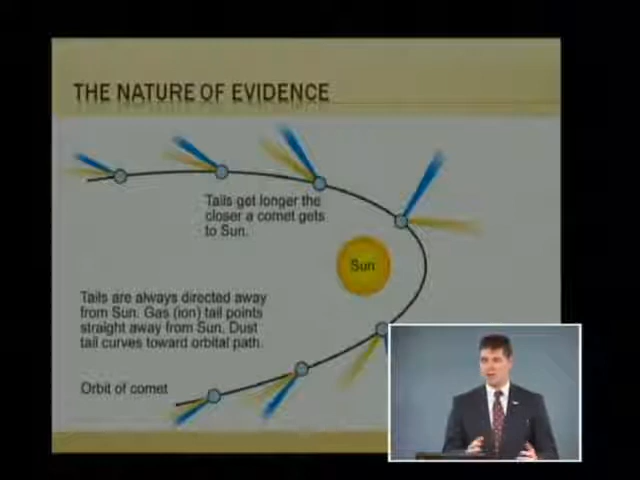 THE NATURE OF EVIDENCE
Tails get longer the
closer a comet gets
to Sun.
Sun
Tails are always directed away
from Sun. Gas (ion) tail points
straight away from Sun. Dust
tail curves toward orbital path.
Orbit of comet